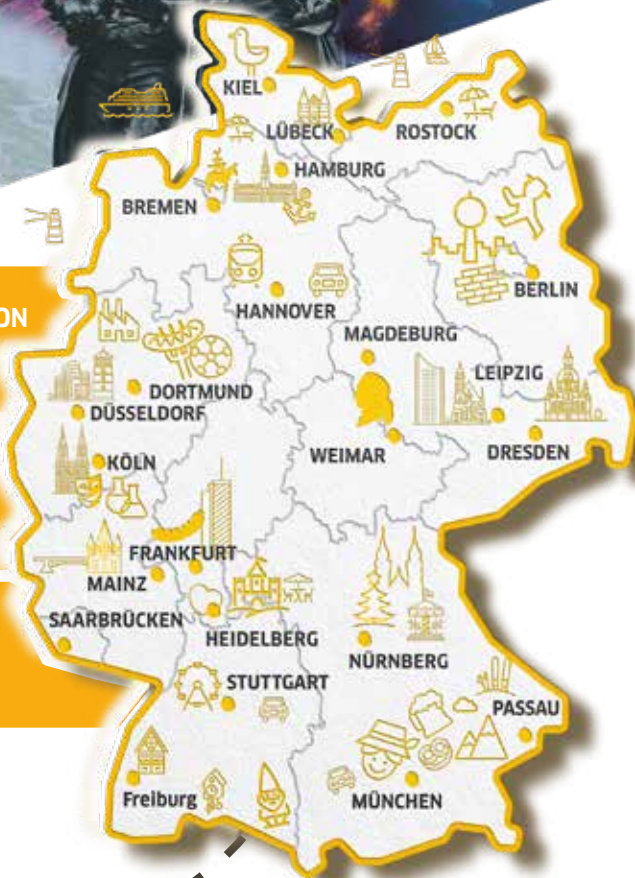 KIEL
LÜBECK
ROSTOCK
HAMBURG
BREMEN
BERLIN
ON
HANNOVER
MAGDEBURG
LEIPZIG
DORTMUND
DÜSSELDORF
WEIMAR
DRESDEN
KÖLN
FRANKFURT
MAINZ
SAARBRÜCKEN
HEIDELBERG
NÜRNBERG
STUTTGART
PASSAU
Freiburg
MÜNCHEN